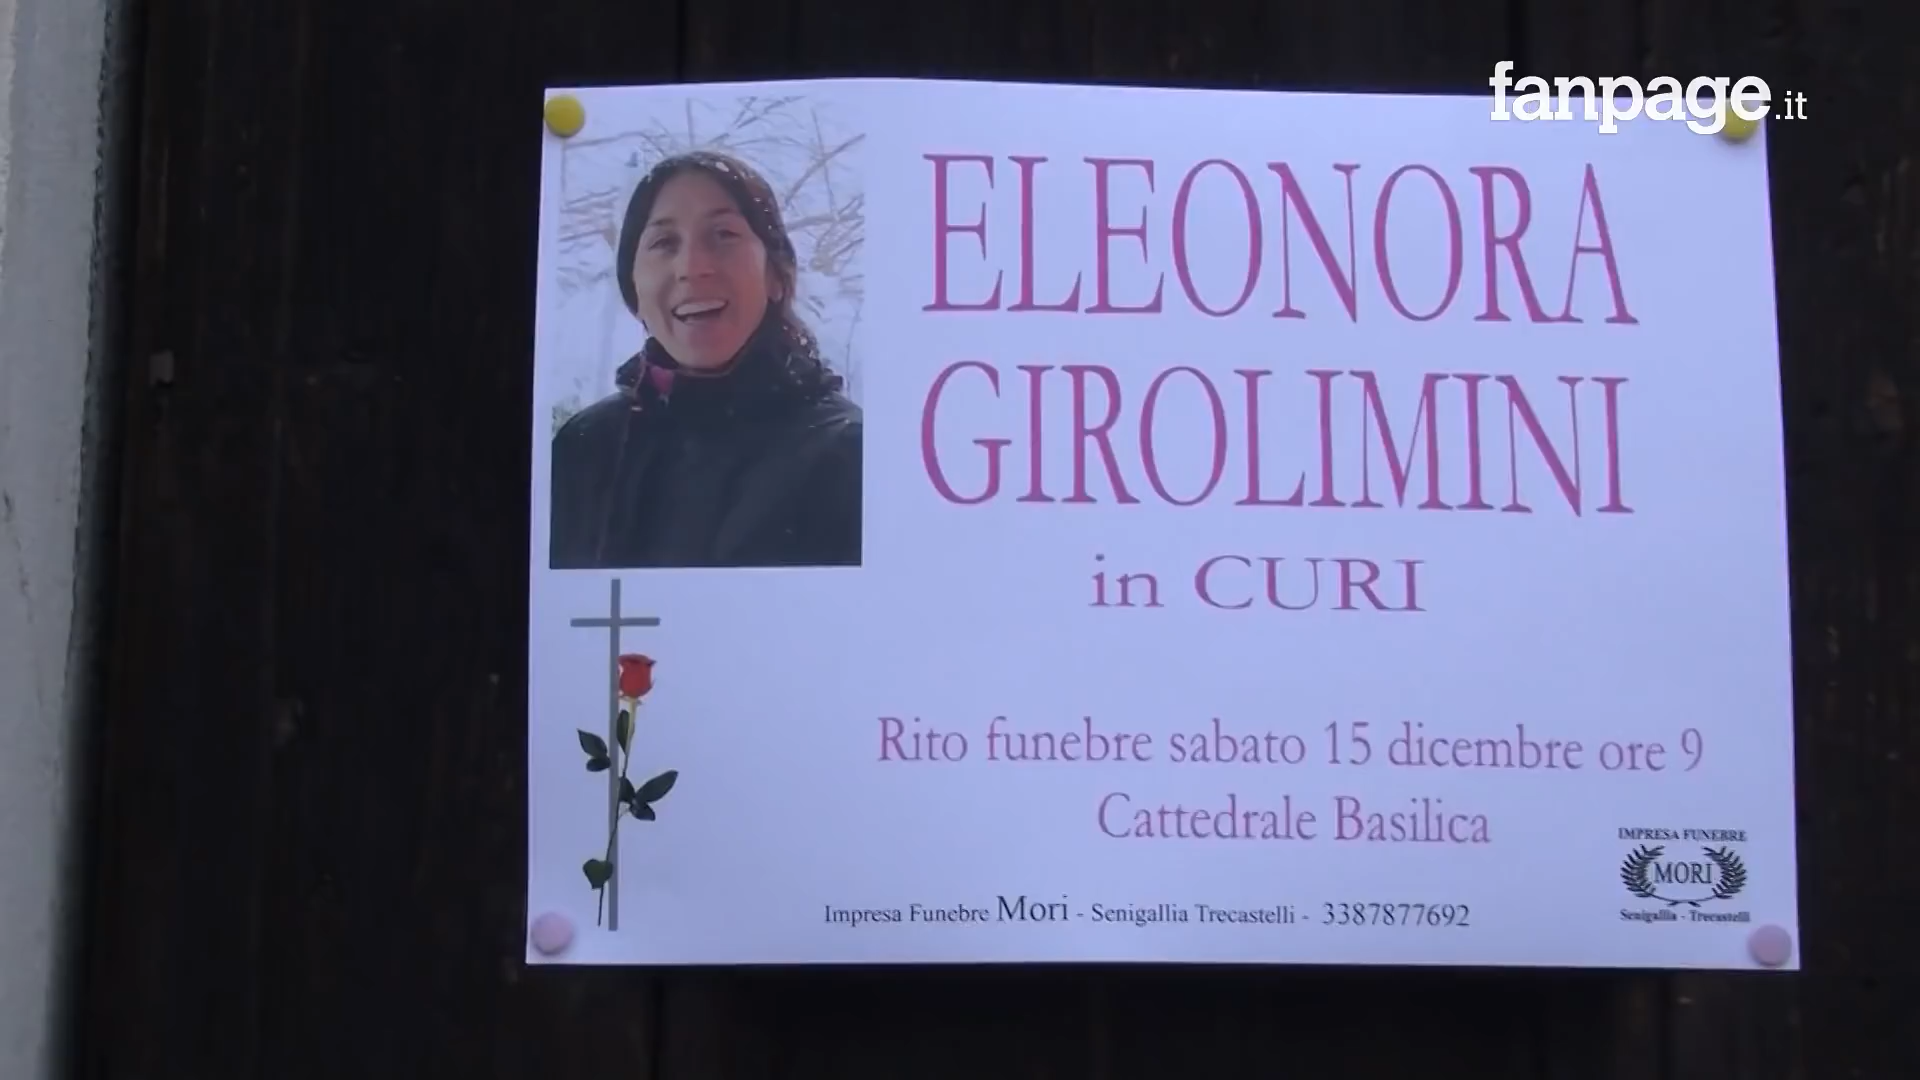 fanpage.it
ELEONORA
GIROLIMINI
in CURI
Rito funebre sabato 15 dicembre ore 9
Cattedrale Basilica
Impresa Funebre Mori - Senigallia Trecastelli - 3387877692
IMPRESA FUNEBRE
MORI
Senigallia - Trecastelli